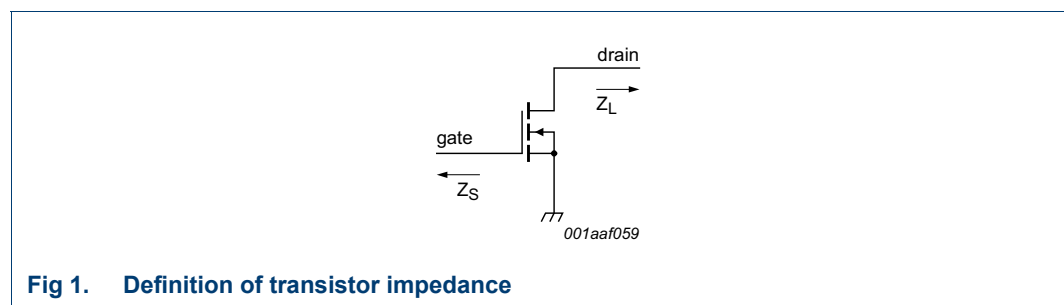 drain
Z_L
gate
Z_S
001aaf059
Fig 1. Definition of transistor impedance